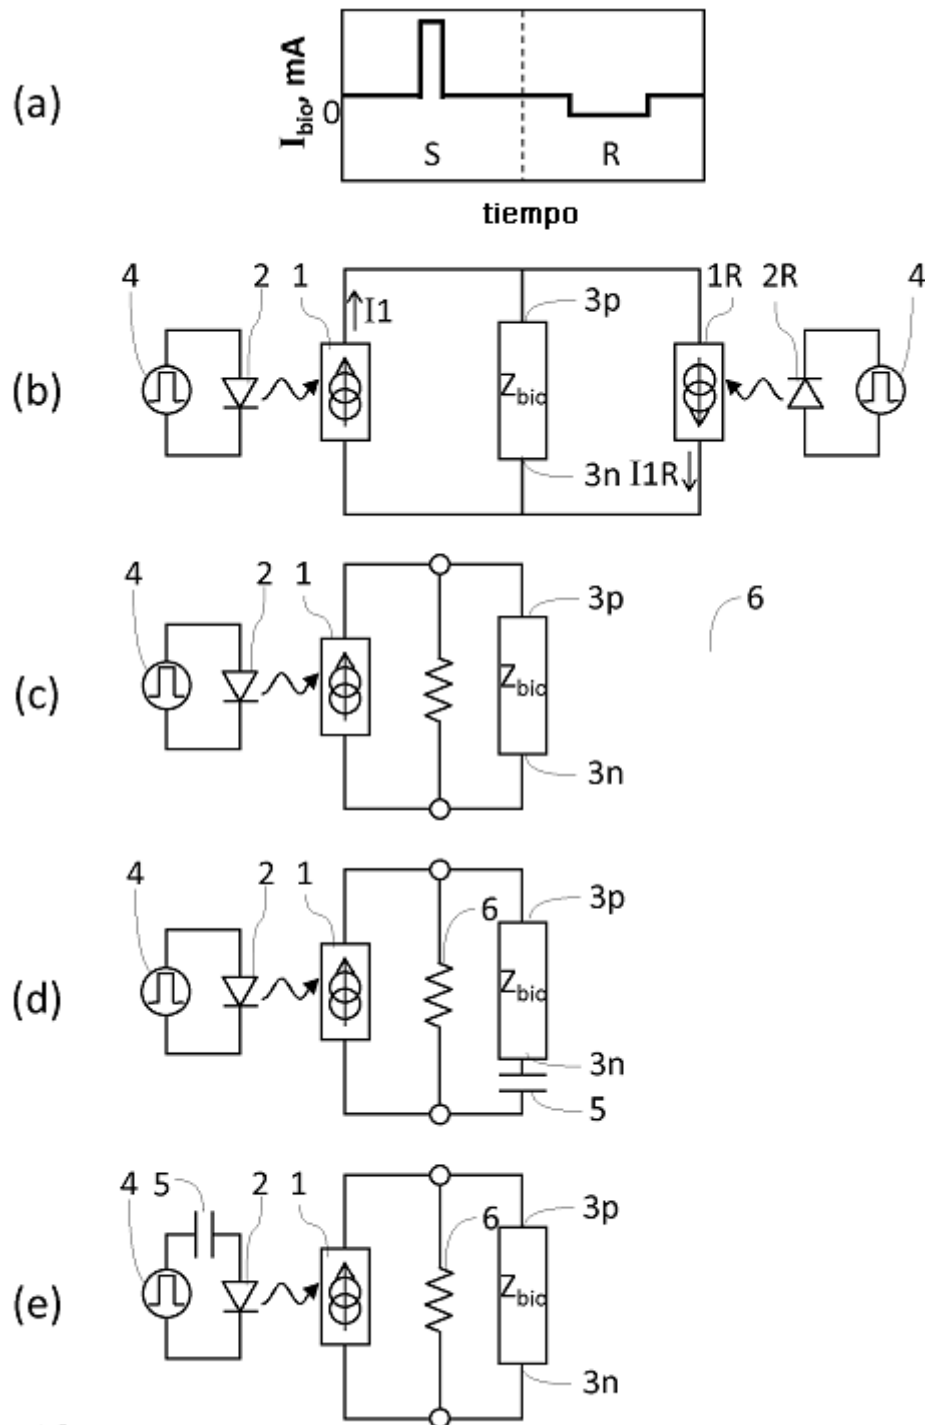 (a)
I_bio, mA
0
S R
tiempo
(b)
4 2 1 I1 3p 1R 2R 4
Z_bio
3n I1R
(c)
4 2 1 3p 6
Z_bio
3n
(d)
4 2 1 6 3p
Z_bio
3n
5
(e)
4 5 2 1 6 3p
Z_bio
3n